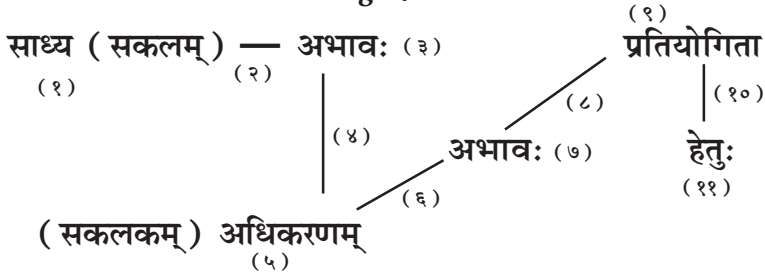 (९)
साध्य ( सकलम् ) — अभावः (३) प्रतियोगिता
(१) (२)
(८) (१०)
(४)
अभावः (७) हेतुः
(६) (११)
( सकलकम् ) अधिकरणम्
(५)